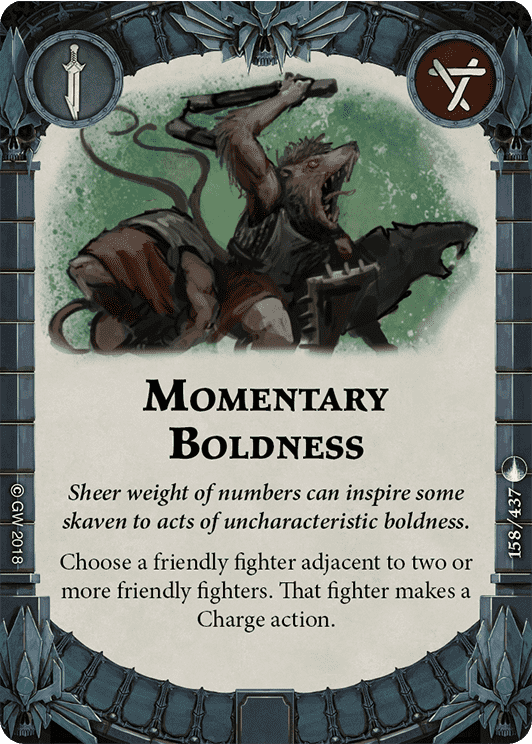 Momentary
Boldness
Sheer weight of numbers can inspire some
skaven to acts of uncharacteristic boldness.
Choose a friendly fighter adjacent to two or
more friendly fighters. That fighter makes a
Charge action.
©GW 2018
158/437